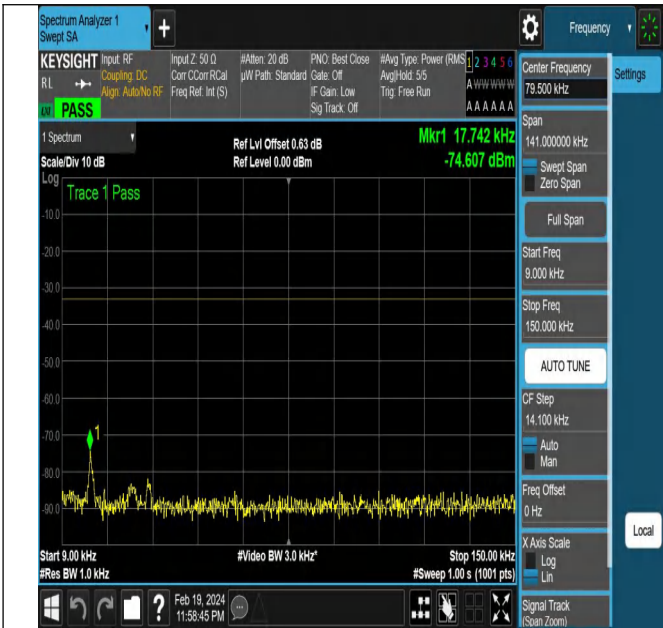 Spectrum Analyzer 1
Swept SA
+
Frequency
KEYSIGHT
Input: RF
Coupling: DC
Align: Auto/No RF
Input Z: 50 Ω
Corr CCorr RCal
Freq Ref: Int (S)
#Atten: 20 dB
µW Path: Standard
PNO: Best Close
Gate: Off
IF Gain: Low
Sig Track: Off
#Avg Type: Power (RMS
Avg|Hold: 5/5
Trig: Free Run
1 2 3 4 5 6
A W W W W W
A A A A A A
R L
LXI
PASS
1 Spectrum
Scale/Div 10 dB
Ref Lvl Offset 0.63 dB
Ref Level 0.00 dBm
Mkr1 17.742 kHz
-74.607 dBm
Log
Trace 1 Pass
-10.0
-20.0
-30.0
-40.0
-50.0
-60.0
-70.0
-80.0
-90.0
1
Start 9.00 kHz
#Res BW 1.0 kHz
#Video BW 3.0 kHz*
Stop 150.00 kHz
#Sweep 1.00 s (1001 pts)
?
Feb 19, 2024
11:58:45 PM
Center Frequency
79.500 kHz
Settings
Span
141.000000 kHz
Swept Span
Zero Span
Full Span
Start Freq
9.000 kHz
Stop Freq
150.000 kHz
AUTO TUNE
CF Step
14.100 kHz
Auto
Man
Freq Offset
0 Hz
X Axis Scale
Log
Lin
Local
Signal Track
(Span Zoom)